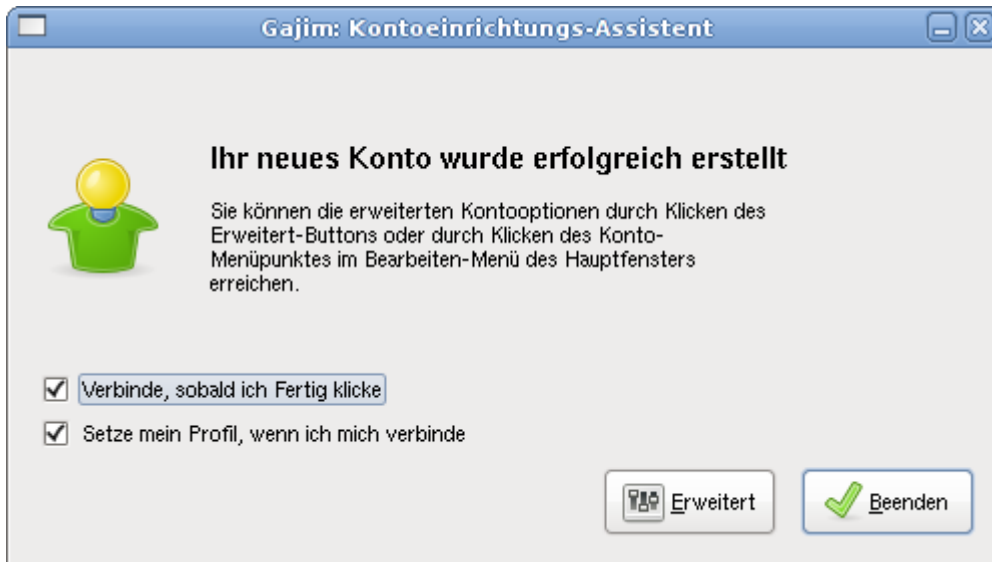 Gajim: Kontoeinrichtungs-Assistent
Ihr neues Konto wurde erfolgreich erstellt
Sie können die erweiterten Kontooptionen durch Klicken des
Erweitert-Buttons oder durch Klicken des Konto-
Menüpunktes im Bearbeiten-Menü des Hauptfensters
erreichen.
Verbinde, sobald ich Fertig klicke
Setze mein Profil, wenn ich mich verbinde
Erweitert
Beenden